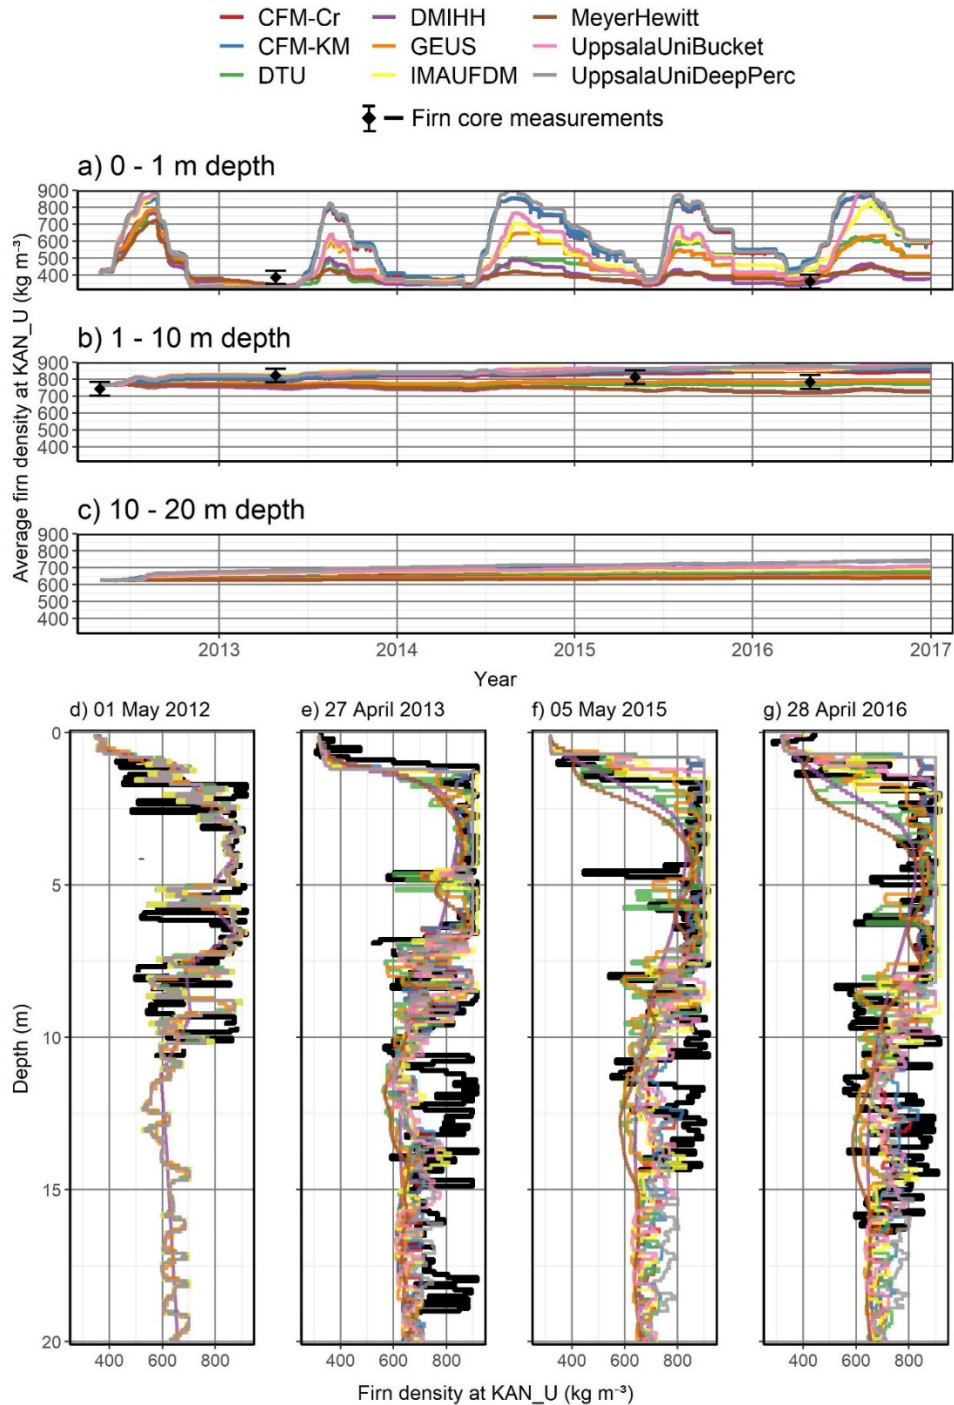 CFM-Cr DMIHH MeyerHewitt
CFM-KM GEUS UppsalaUniBucket
DTU IMAUFDM UppsalaUniDeepPerc
Firn core measurements
a) 0 - 1 m depth
900
800
700
600
500
400
b) 1 - 10 m depth
900
800
700
600
500
400
c) 10 - 20 m depth
900
800
700
600
500
400
Average firn density at KAN_U (kg m⁻³)
2013 2014 2015 2016 2017
Year
d) 01 May 2012 e) 27 April 2013 f) 05 May 2015 g) 28 April 2016
0
5
10
15
20
Depth (m)
400 600 800 400 600 800 400 600 800 400 600 800
Firn density at KAN_U (kg m⁻³)